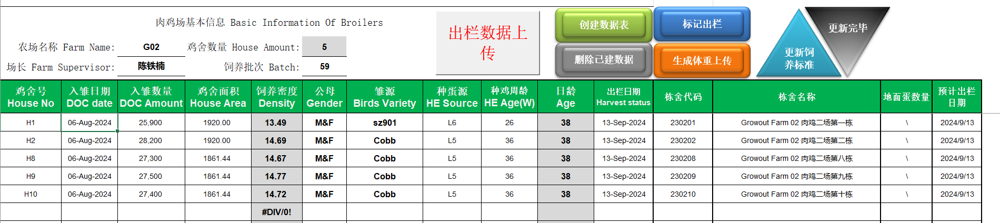 肉鸡场基本信息 Basic Information Of Broilers
农场名称 Farm Name: G02 鸡舍数量 House Amount: 5
场长 Farm Supervisor: 陈铁楠 饲养批次 Batch: 59
出栏数据上
传
创建数据表
标记出栏
删除已建数据
生成体重上传
更新饲
养标准
更新完毕
鸡舍号 入雏日期 入雏数量 鸡舍面积 饲养密度 公母 雏源 种蛋源 种鸡周龄 日龄 出栏日期 栋舍代码 栋舍名称 地面蛋数量 预计出栏
House No DOC date DOC Amount House Area Density Gender Birds Variety HE Source HE Age(W) Age Harvest status 日期
H1 06-Aug-2024 25,900 1920.00 13.49 M&F sz901 L6 26 38 13-Sep-2024 230201 Growout Farm 02 肉鸡二场第一栋 \ 2024/9/13
H2 06-Aug-2024 28,200 1920.00 14.69 M&F Cobb L5 36 38 13-Sep-2024 230202 Growout Farm 02 肉鸡二场第二栋 \ 2024/9/13
H8 06-Aug-2024 27,300 1861.44 14.67 M&F Cobb L5 36 38 13-Sep-2024 230208 Growout Farm 02 肉鸡二场第八栋 \ 2024/9/13
H9 06-Aug-2024 27,500 1861.44 14.77 M&F Cobb L5 36 38 13-Sep-2024 230209 Growout Farm 02 肉鸡二场第九栋 \ 2024/9/13
H10 06-Aug-2024 27,400 1861.44 14.72 M&F Cobb L5 36 38 13-Sep-2024 230210 Growout Farm 02 肉鸡二场第十栋 \ 2024/9/13
#DIV/0!